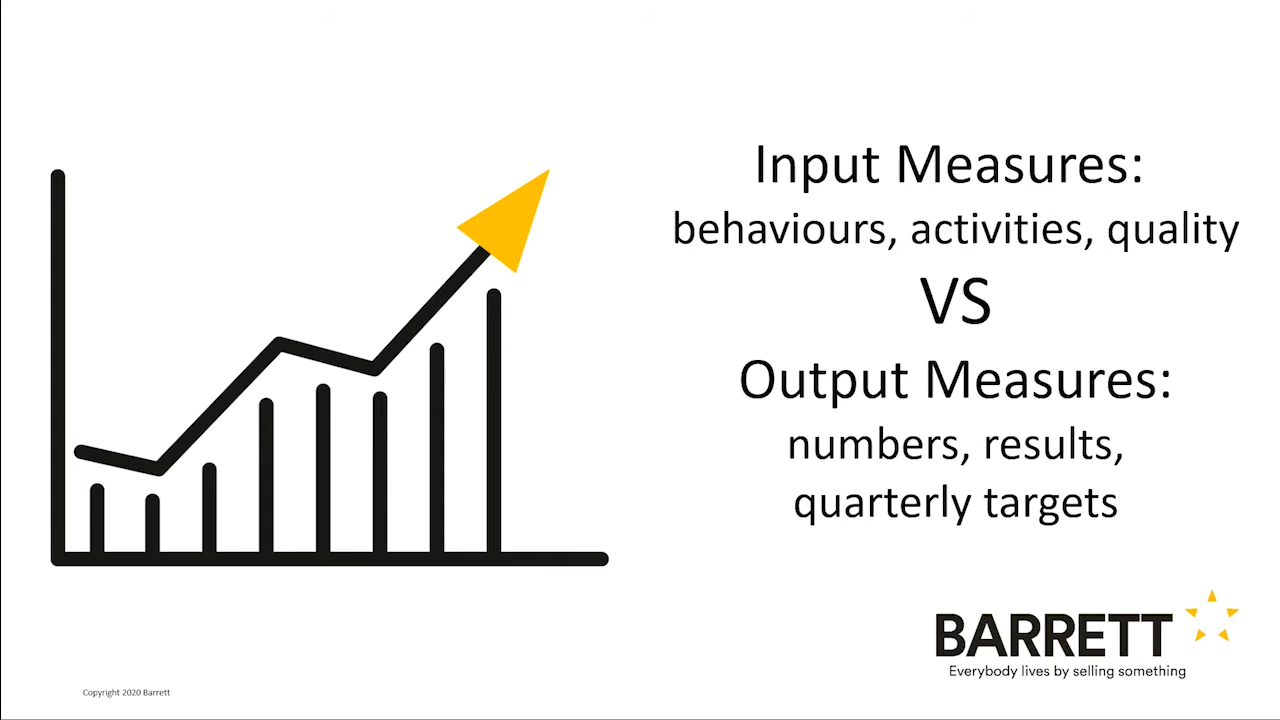 Input Measures:
behaviours, activities, quality
VS
Output Measures:
numbers, results,
quarterly targets
BARRETT
Everybody lives by selling something
Copyright 2020 Barrett